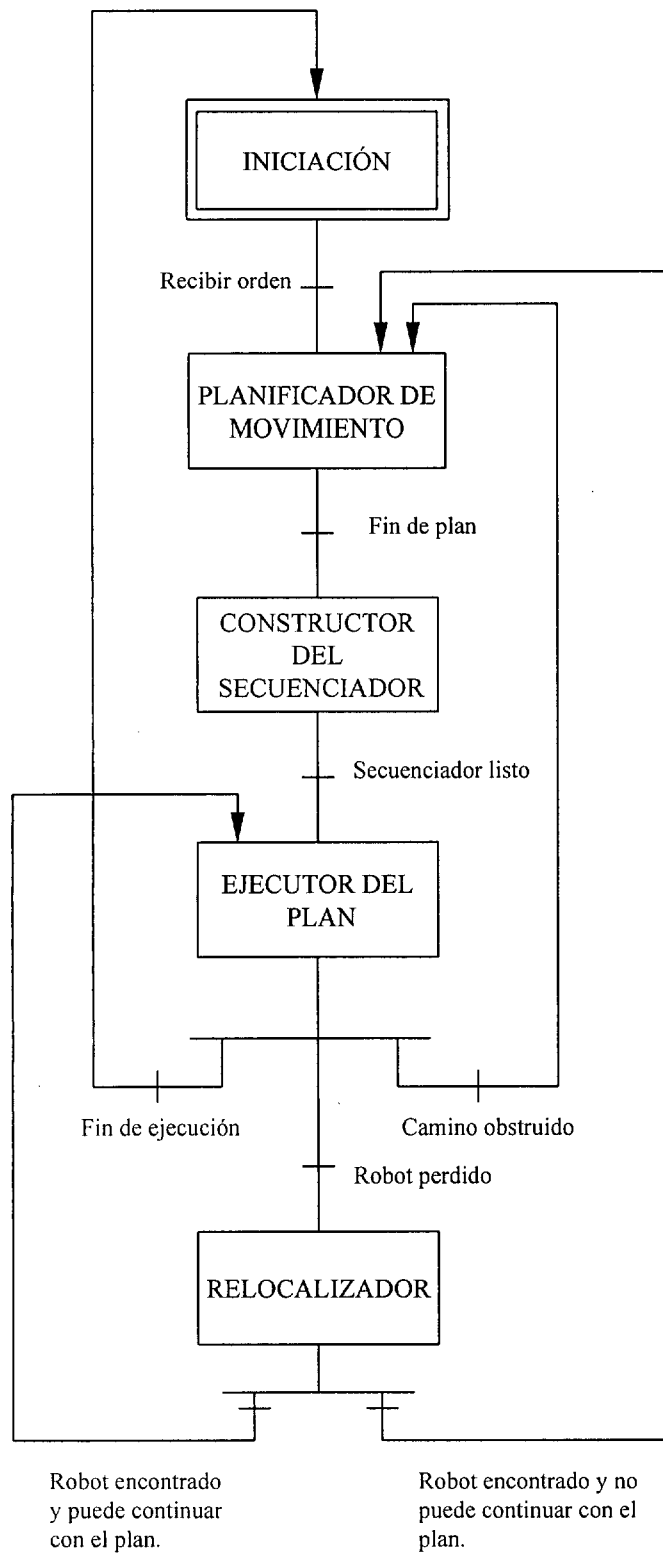 INICIACIÓN
Recibir orden
PLANIFICADOR DE
MOVIMIENTO
Fin de plan
CONSTRUCTOR
DEL
SECUENCIADOR
Secuenciador listo
EJECUTOR DEL
PLAN
Fin de ejecución
Camino obstruido
Robot perdido
RELOCALIZADOR
Robot encontrado
y puede continuar
con el plan.
Robot encontrado y no
puede continuar con el
plan.